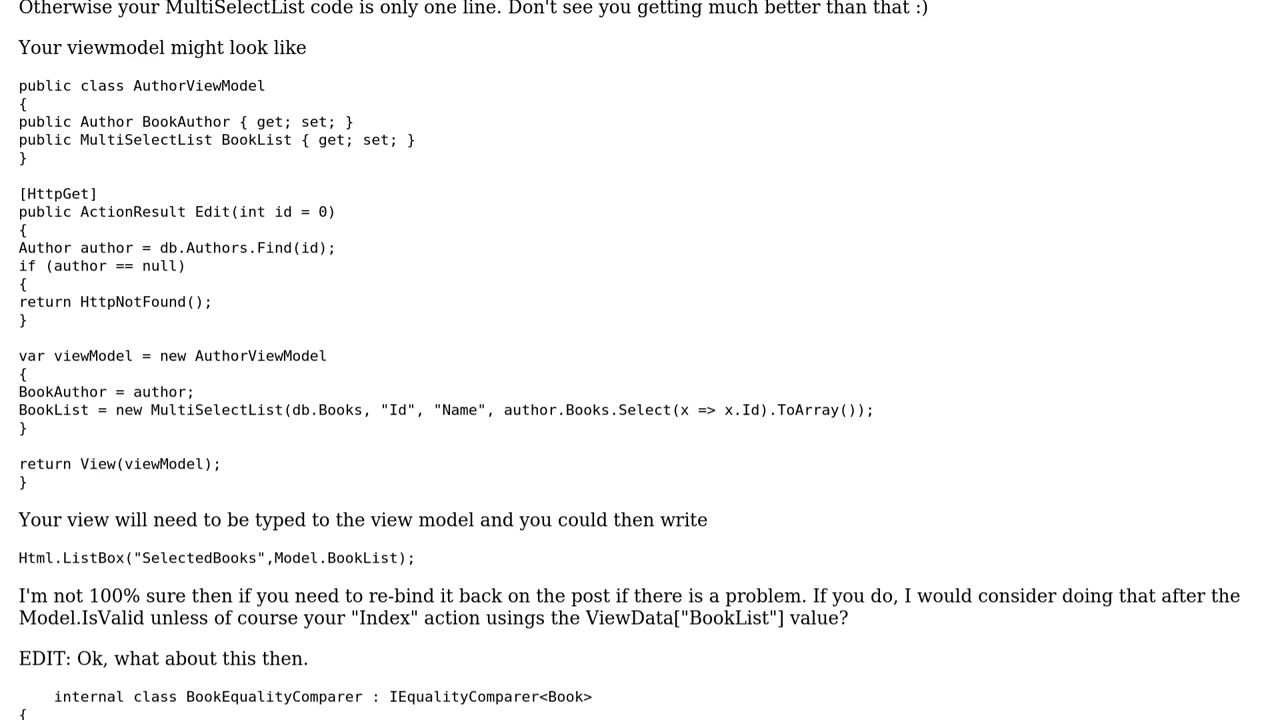 Otherwise your MultiSelectList code is only one line. Don't see you getting much better than that :)
Your viewmodel might look like
public class AuthorViewModel
{
public Author BookAuthor { get; set; }
public MultiSelectList BookList { get; set; }
}
[HttpGet]
public ActionResult Edit(int id = 0)
{
Author author = db.Authors.Find(id);
if (author == null)
{
return HttpNotFound();
}
var viewModel = new AuthorViewModel
{
BookAuthor = author;
BookList = new MultiSelectList(db.Books, "Id", "Name", author.Books.Select(x => x.Id).ToArray());
}
return View(viewModel);
}
Your view will need to be typed to the view model and you could then write
Html.ListBox("SelectedBooks",Model.BookList);
I'm not 100% sure then if you need to re-bind it back on the post if there is a problem. If you do, I would consider doing that after the
Model.IsValid unless of course your "Index" action usings the ViewData["BookList"] value?
EDIT: Ok, what about this then.
internal class BookEqualityComparer : IEqualityComparer<Book>
{